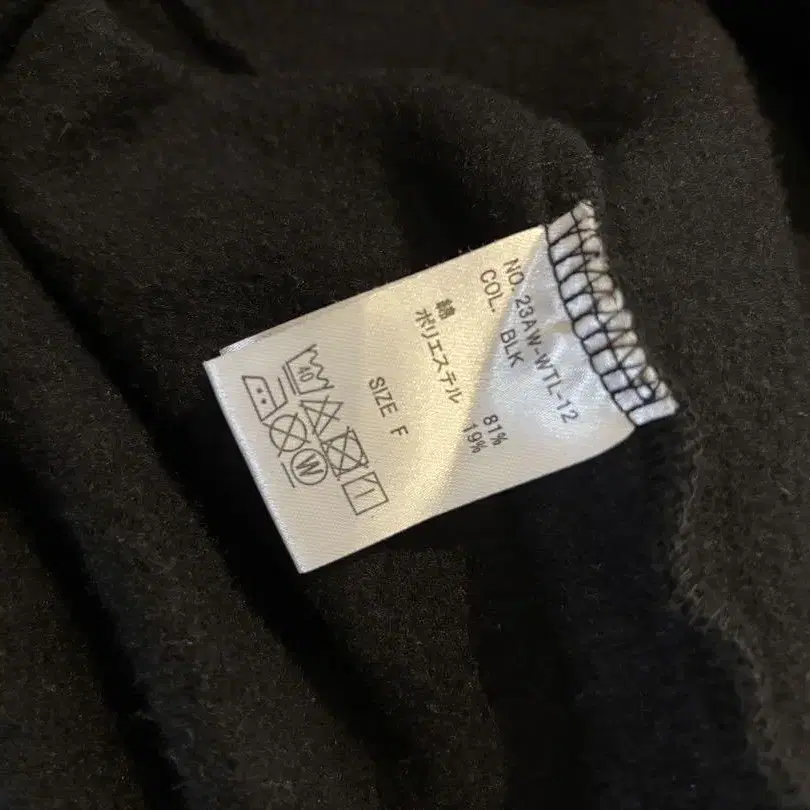 NO. 23AW-WTL-12
COL. BLK
綿 81%
ポリエステル 19%
SIZE F
40
W